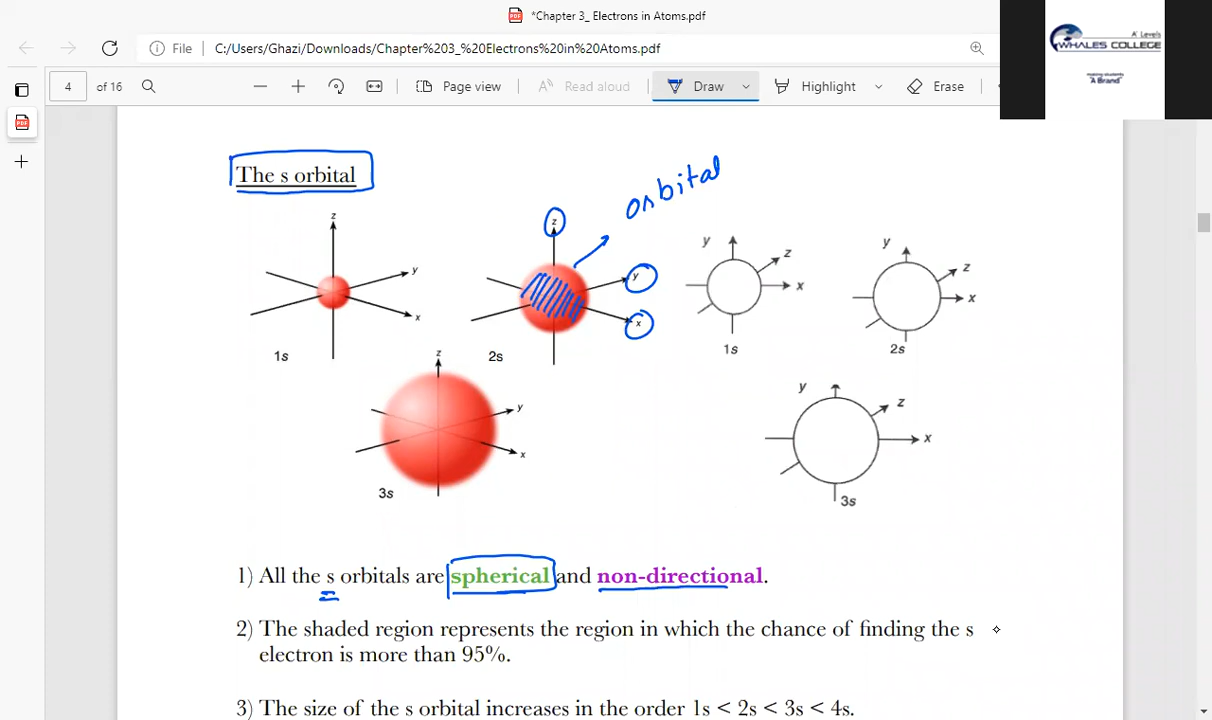 *Chapter 3_ Electrons in Atoms.pdf
File C:/Users/Ghazi/Downloads/Chapter%203_%20Electrons%20in%20Atoms.pdf
A' Levels
WHALES COLLEGE
making students
"A Brand"
4 of 16 Page view Read aloud Draw Highlight Erase
The s orbital
orbital
z
y
x
1s
z
y
x
2s
y
z
x
1s
y
z
x
2s
z
y
x
3s
y
z
x
3s
1) All the s orbitals are spherical and non-directional.
2) The shaded region represents the region in which the chance of finding the s
electron is more than 95%.
3) The size of the s orbital increases in the order 1s < 2s < 3s < 4s.